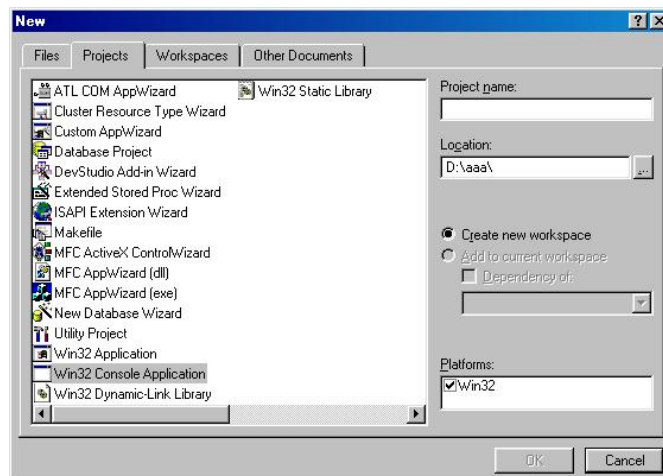 New
Files Projects Workspaces Other Documents
ATL COM AppWizard
Cluster Resource Type Wizard
Custom AppWizard
Database Project
DevStudio Add-in Wizard
Extended Stored Proc Wizard
ISAPI Extension Wizard
Makefile
MFC ActiveX ControlWizard
MFC AppWizard (dll)
MFC AppWizard (exe)
New Database Wizard
Utility Project
Win32 Application
Win32 Console Application
Win32 Dynamic-Link Library
Win32 Static Library
Project name:
Location:
D:\aaa\
...
Create new workspace
Add to current workspace
Dependency of:
Platforms:
Win32
OK Cancel